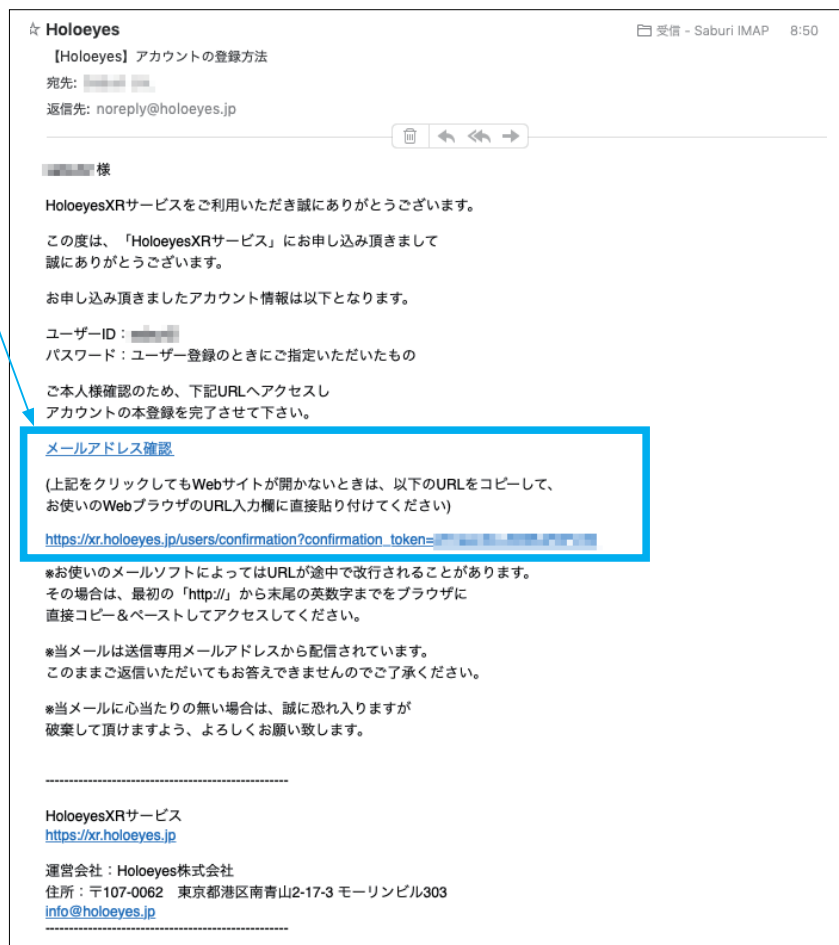 ☆ Holoeyes
受信 - Saburi IMAP 8:50
【Holoeyes】アカウントの登録方法
宛先:
返信先: noreply@holoeyes.jp
様
HoloeyesXRサービスをご利用いただき誠にありがとうございます。
この度は、「HoloeyesXRサービス」にお申し込み頂きまして
誠にありがとうございます。
お申し込み頂きましたアカウント情報は以下となります。
ユーザーID：
パスワード：ユーザー登録のときにご指定いただいたもの
ご本人様確認のため、下記URLへアクセスし
アカウントの本登録を完了させて下さい。
メールアドレス確認
(上記をクリックしてもWebサイトが開かないときは、以下のURLをコピーして、
お使いのWebブラウザのURL入力欄に直接貼り付けてください)
https://xr.holoeyes.jp/users/confirmation?confirmation_token=
※お使いのメールソフトによってはURLが途中で改行されることがあります。
その場合は、最初の「http://」から末尾の英数字までをブラウザに
直接コピー＆ペーストしてアクセスしてください。
※当メールは送信専用メールアドレスから配信されています。
このままご返信いただいてもお答えできませんのでご了承ください。
※当メールに心当たりの無い場合は、誠に恐れ入りますが
破棄して頂けますよう、よろしくお願い致します。
----------------------------------------------------
HoloeyesXRサービス
https://xr.holoeyes.jp
運営会社：Holoeyes株式会社
住所：〒107-0062　東京都港区南青山2-17-3 モーリンビル303
info@holoeyes.jp
----------------------------------------------------